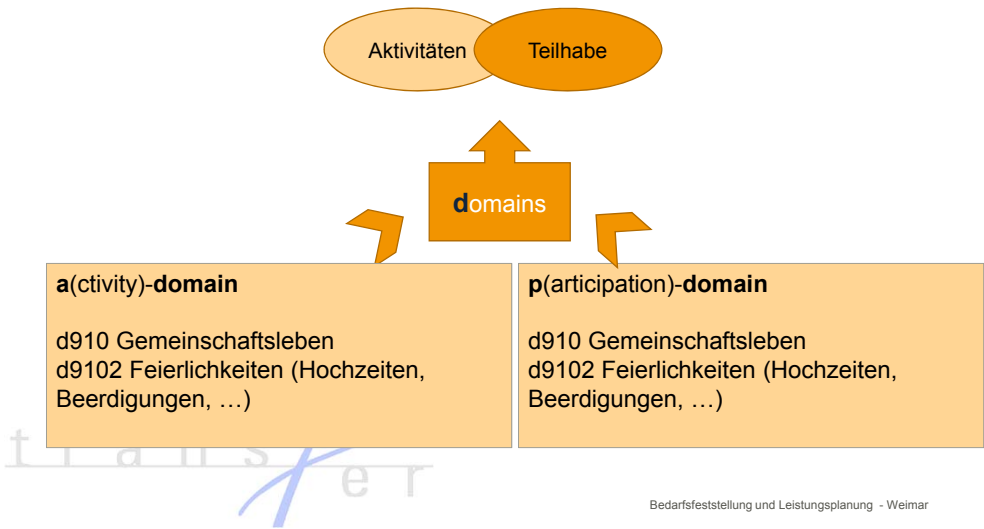 Aktivitäten Teilhabe
domains
a(ctivity)-domain
d910 Gemeinschaftsleben
d9102 Feierlichkeiten (Hochzeiten,
Beerdigungen, …)
p(articipation)-domain
d910 Gemeinschaftsleben
d9102 Feierlichkeiten (Hochzeiten,
Beerdigungen, …)
transfer
Bedarfsfeststellung und Leistungsplanung - Weimar